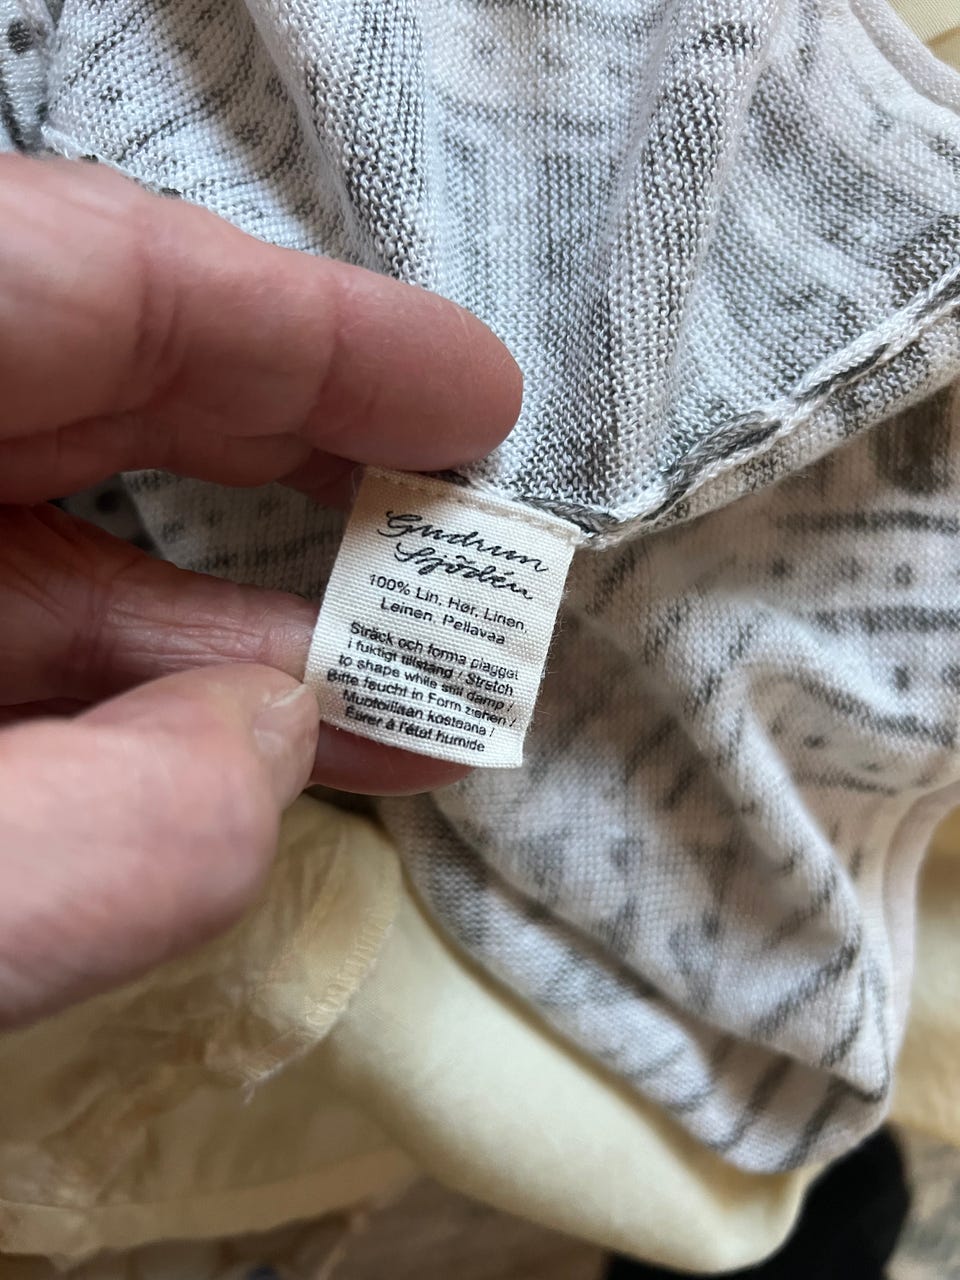 Gudrun
Sjödén
100% Lin, Hør, Linen,
Leinen, Pellavaa
Sträck och forma plagget
i fuktigt tillstånd / Stretch
to shape while still damp /
Bitte feucht in Form ziehen /
Muotoillaan kosteana /
Étirer à l'état humide